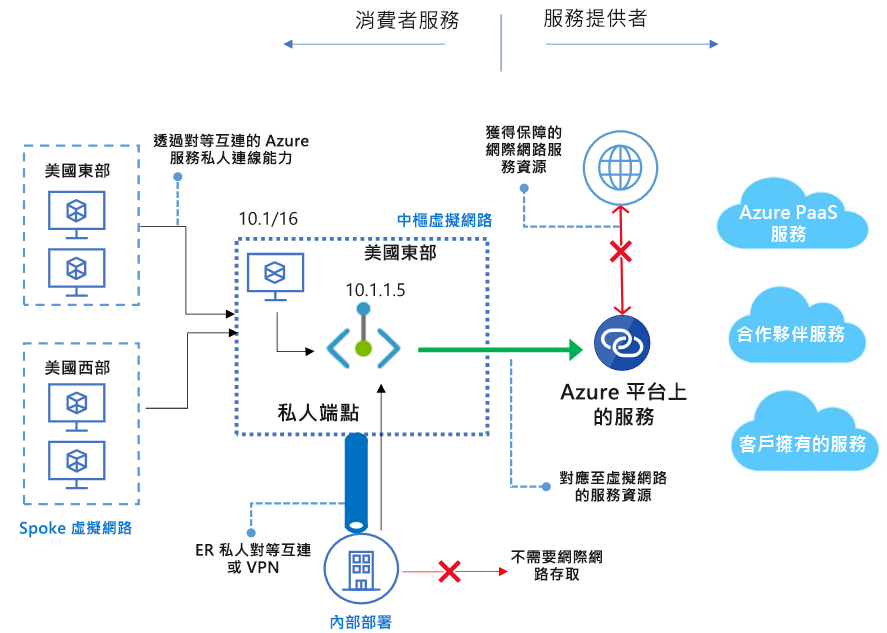 消費者服務
服務提供者
透過對等互連的 Azure
服務私人連線能力
獲得保障的
網際網路服
務資源
美國東部
10.1/16
中樞虛擬網路
美國東部
10.1.1.5
Azure PaaS
服務
合作夥伴服務
美國西部
私人端點
Azure 平台上
的服務
客戶擁有的服務
對應至虛擬網路
的服務資源
Spoke 虛擬網路
ER 私人對等互連
或 VPN
不需要網際網
路存取
內部部署